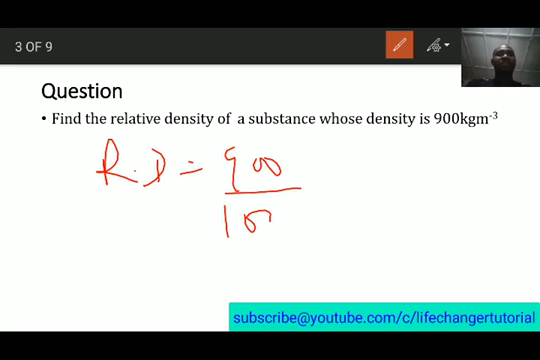 3 OF 9
Question
• Find the relative density of a substance whose density is 900kgm⁻³
R.D = 900
100
subscribe@youtube.com/c/lifechangertutorial